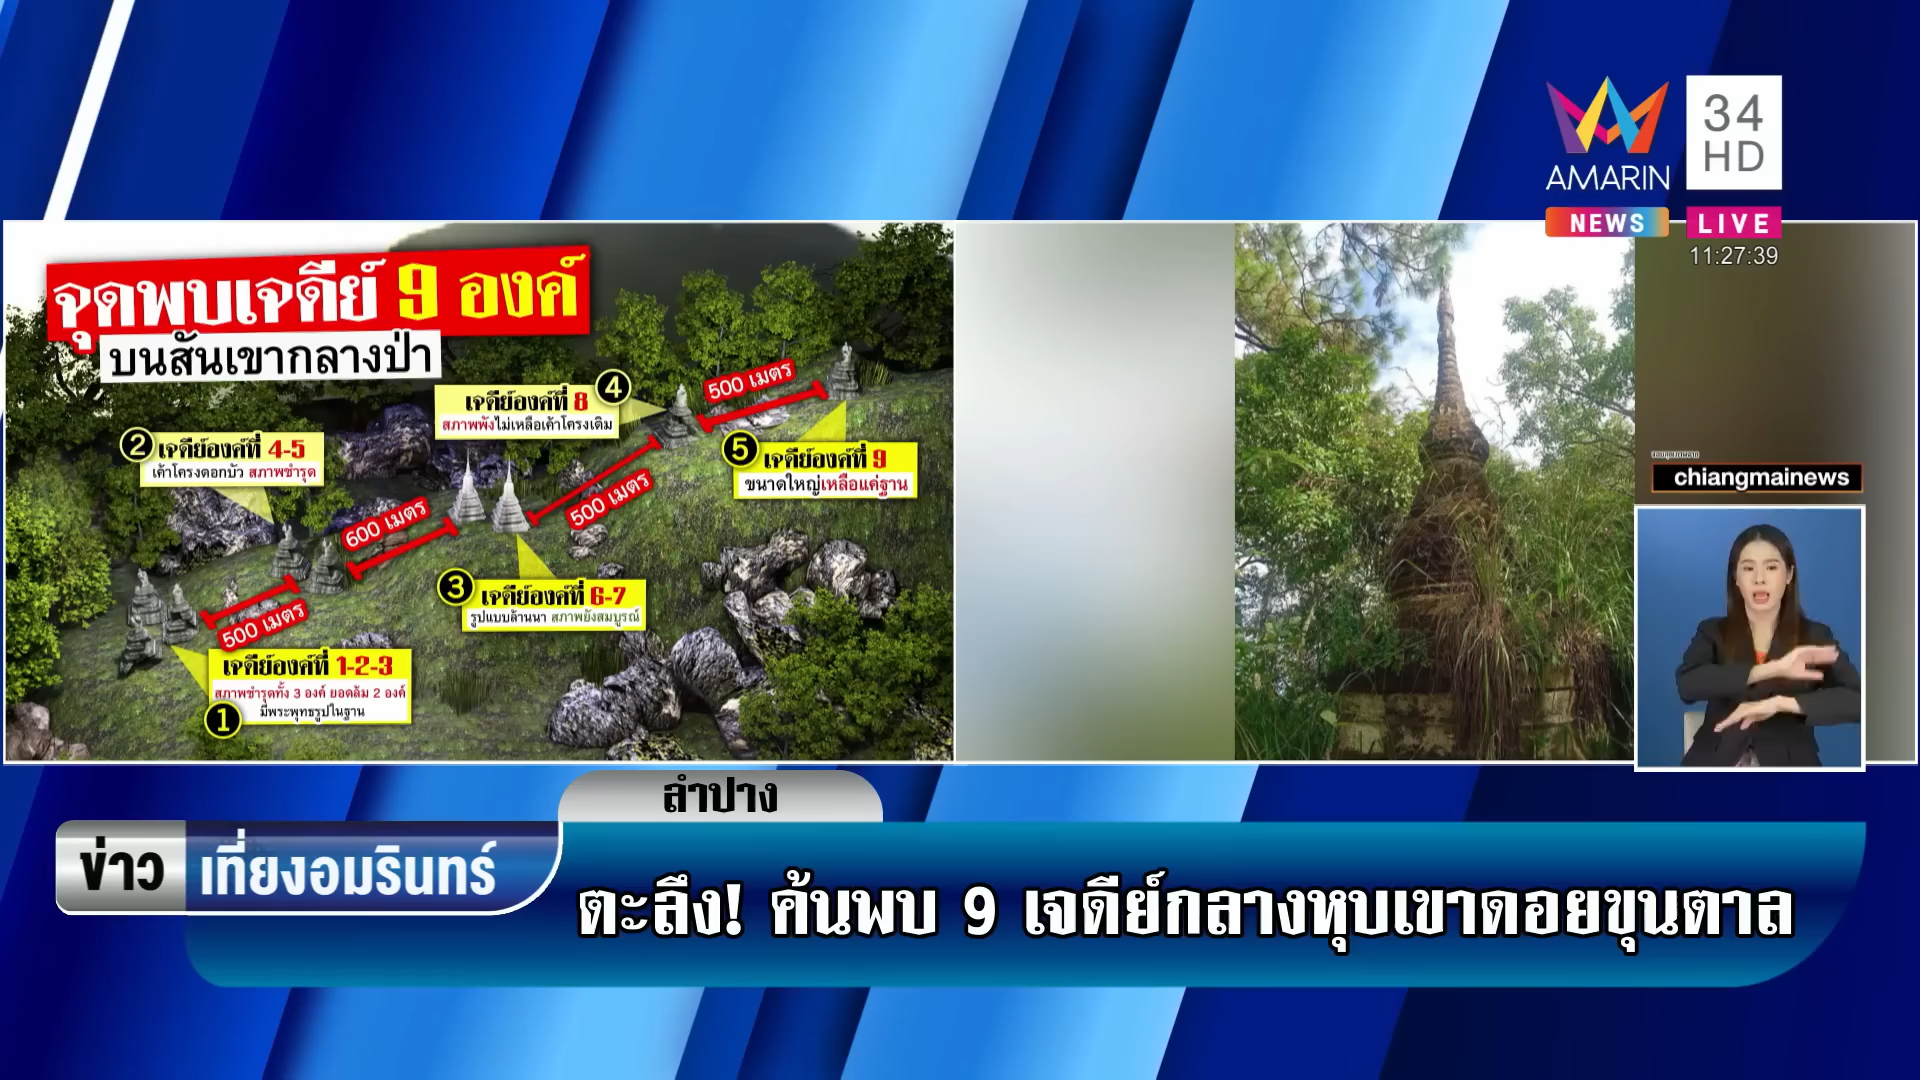 AMARIN
34
HD
NEWS
LIVE
11:27:39
จุดพบเจดีย์ 9 องค์
บนสันเขากลางป่า
4
เจดีย์องค์ที่ 8
สภาพพังไม่เหลือเค้าโครงเดิม
500 เมตร
5
เจดีย์องค์ที่ 9
ขนาดใหญ่เหลือแค่ฐาน
2
เจดีย์องค์ที่ 4-5
เค้าโครงดอกบัว สภาพชำรุด
600 เมตร
500 เมตร
3
เจดีย์องค์ที่ 6-7
รูปแบบล้านนา สภาพยังสมบูรณ์
500 เมตร
เจดีย์องค์ที่ 1-2-3
สภาพชำรุดทั้ง 3 องค์ ยอดล้ม 2 องค์
มีพระพุทธรูปในฐาน
1
ขอบคุณภาพจาก
chiangmainews
ลำปาง
ข่าว เที่ยงอมรินทร์
ตะลึง! ค้นพบ 9 เจดีย์กลางหุบเขาดอยขุนตาล